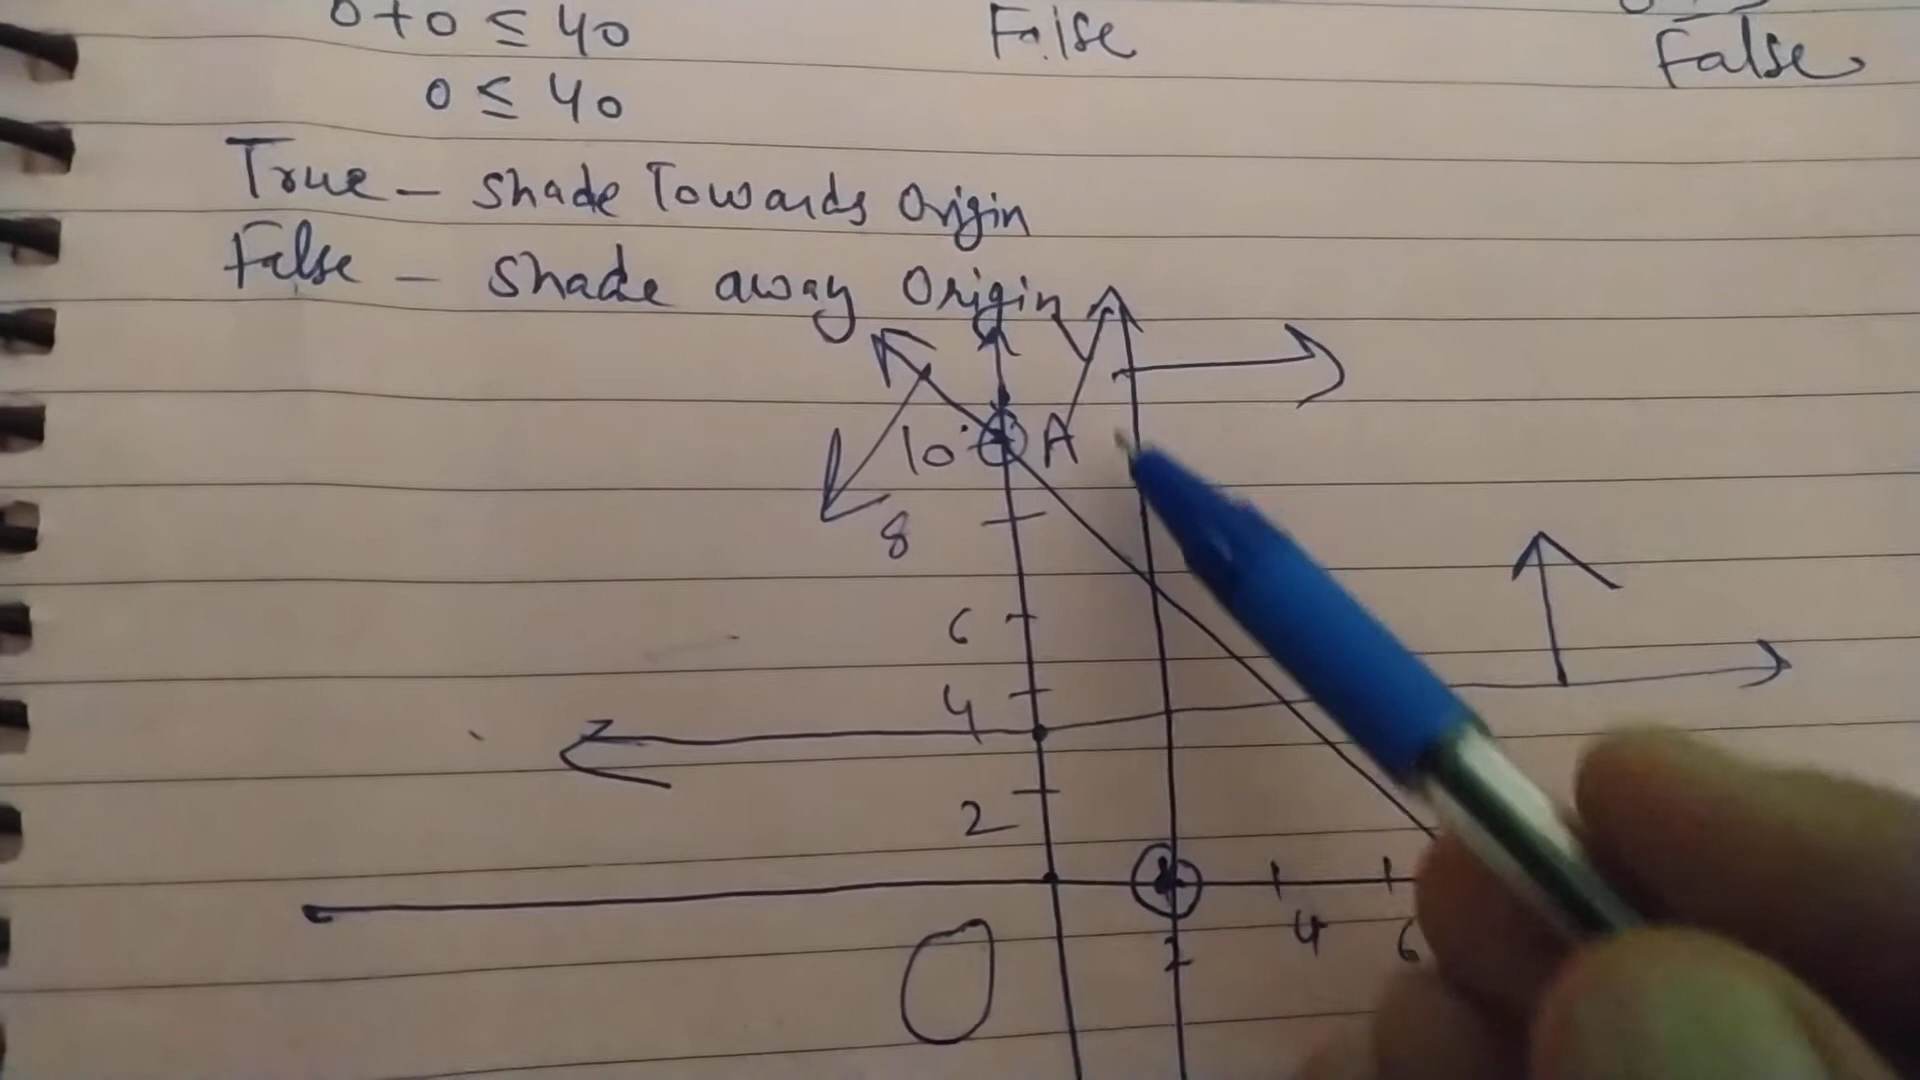 0+0 ≤ 40
False
False
0 ≤ 40
True - Shade Towards Origin
False - Shade away Origin
10
A
8
6
4
2
2
4
6
O